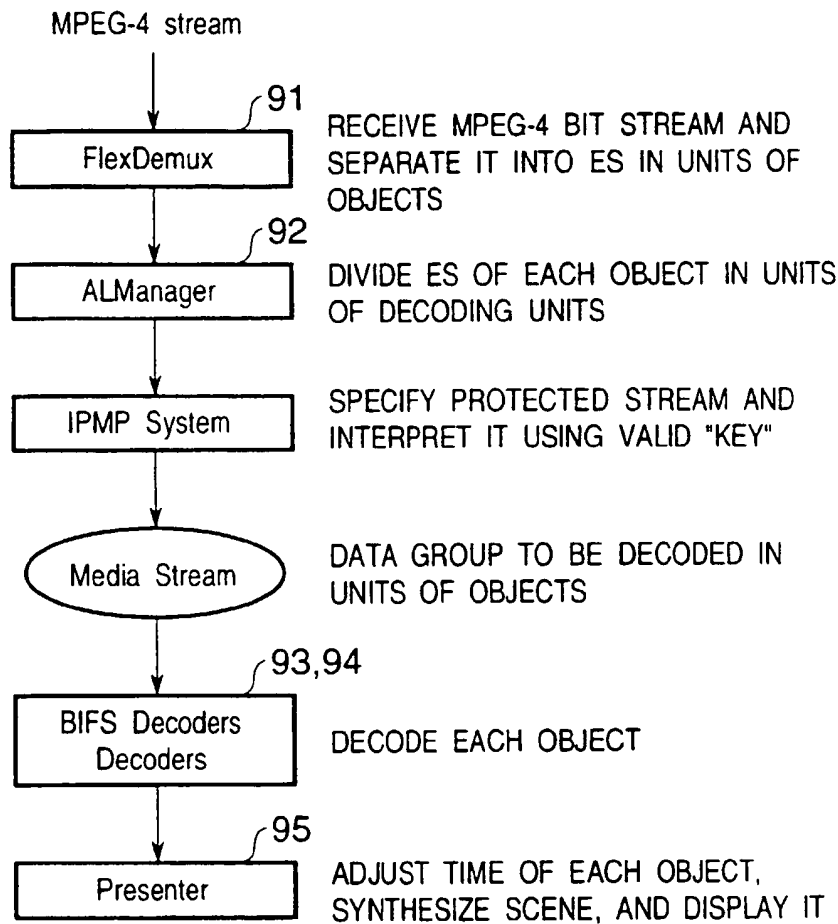 MPEG-4 stream
91
FlexDemux
RECEIVE MPEG-4 BIT STREAM AND
SEPARATE IT INTO ES IN UNITS OF
OBJECTS
92
ALManager
DIVIDE ES OF EACH OBJECT IN UNITS
OF DECODING UNITS
IPMP System
SPECIFY PROTECTED STREAM AND
INTERPRET IT USING VALID "KEY"
Media Stream
DATA GROUP TO BE DECODED IN
UNITS OF OBJECTS
93,94
BIFS Decoders
Decoders
DECODE EACH OBJECT
95
Presenter
ADJUST TIME OF EACH OBJECT,
SYNTHESIZE SCENE, AND DISPLAY IT